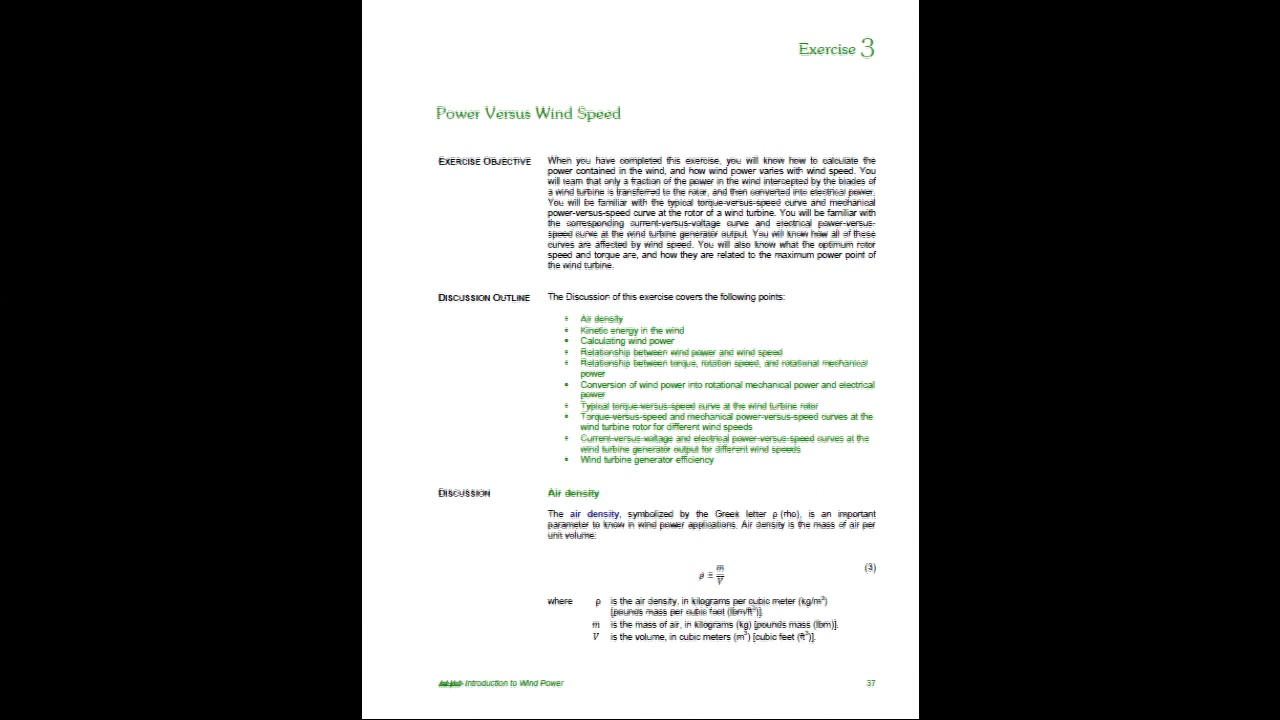 Exercise 3
Power Versus Wind Speed
EXERCISE OBJECTIVE
When you have completed this exercise, you will know how to calculate the
power contained in the wind, and how wind power varies with wind speed. You
will learn that only a fraction of the power in the wind intercepted by the blades of
a wind turbine is transferred to the rotor, and then converted into electrical power.
You will be familiar with the typical torque-versus-speed curve and mechanical
power-versus-speed curve at the rotor of a wind turbine. You will be familiar with
the corresponding current-versus-voltage curve and electrical power-versus-
speed curve at the wind turbine generator output. You will know how all of these
curves are affected by wind speed. You will also know what the optimum rotor
speed and torque are, and how they are related to the maximum power point of
the wind turbine.
DISCUSSION OUTLINE
The Discussion of this exercise covers the following points:
• Air density
• Kinetic energy in the wind
• Calculating wind power
• Relationship between wind power and wind speed
• Relationship between torque, rotation speed, and rotational mechanical
power
• Conversion of wind power into rotational mechanical power and electrical
power
• Typical torque-versus-speed curve at the wind turbine rotor
• Torque-versus-speed and mechanical power-versus-speed curves at the
wind turbine rotor for different wind speeds
• Current-versus-voltage and electrical power-versus-speed curves at the
wind turbine generator output for different wind speeds
• Wind turbine generator efficiency
DISCUSSION
Air density
The air density, symbolized by the Greek letter ρ (rho), is an important
parameter to know in wind power applications. Air density is the mass of air per
unit volume:
ρ = m/V (3)
where ρ is the air density, in kilograms per cubic meter (kg/m³)
[pounds mass per cubic feet (lbm/ft³)].
m is the mass of air, in kilograms (kg) [pounds mass (lbm)].
V is the volume, in cubic meters (m³) [cubic feet (ft³)].
Introduction to Wind Power 37